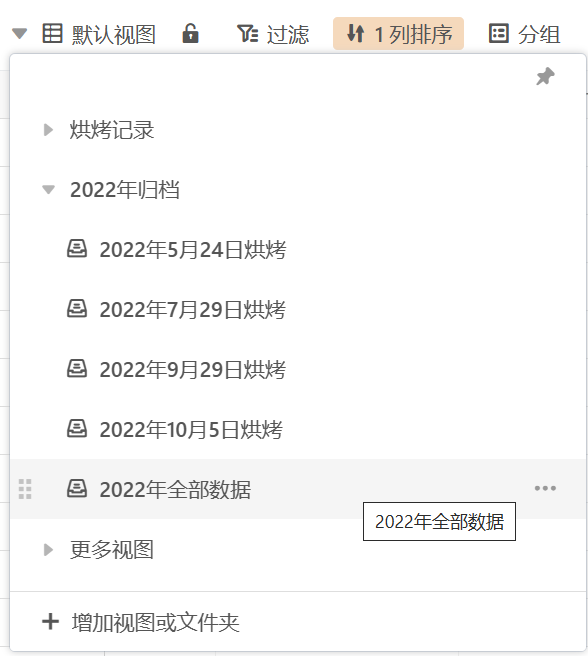 默认视图 过滤 1 列排序 分组
烘烤记录
2022年归档
2022年5月24日烘烤
2022年7月29日烘烤
2022年9月29日烘烤
2022年10月5日烘烤
2022年全部数据
2022年全部数据
更多视图
增加视图或文件夹